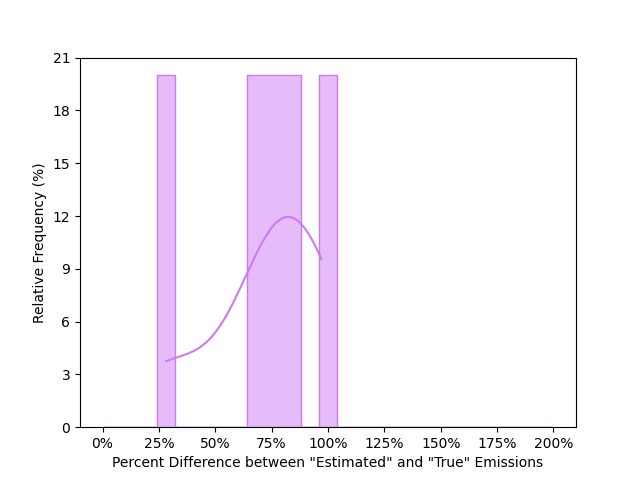 21
18
15
12
9
6
3
0
Relative Frequency (%)
0% 25% 50% 75% 100% 125% 150% 175% 200%
Percent Difference between "Estimated" and "True" Emissions